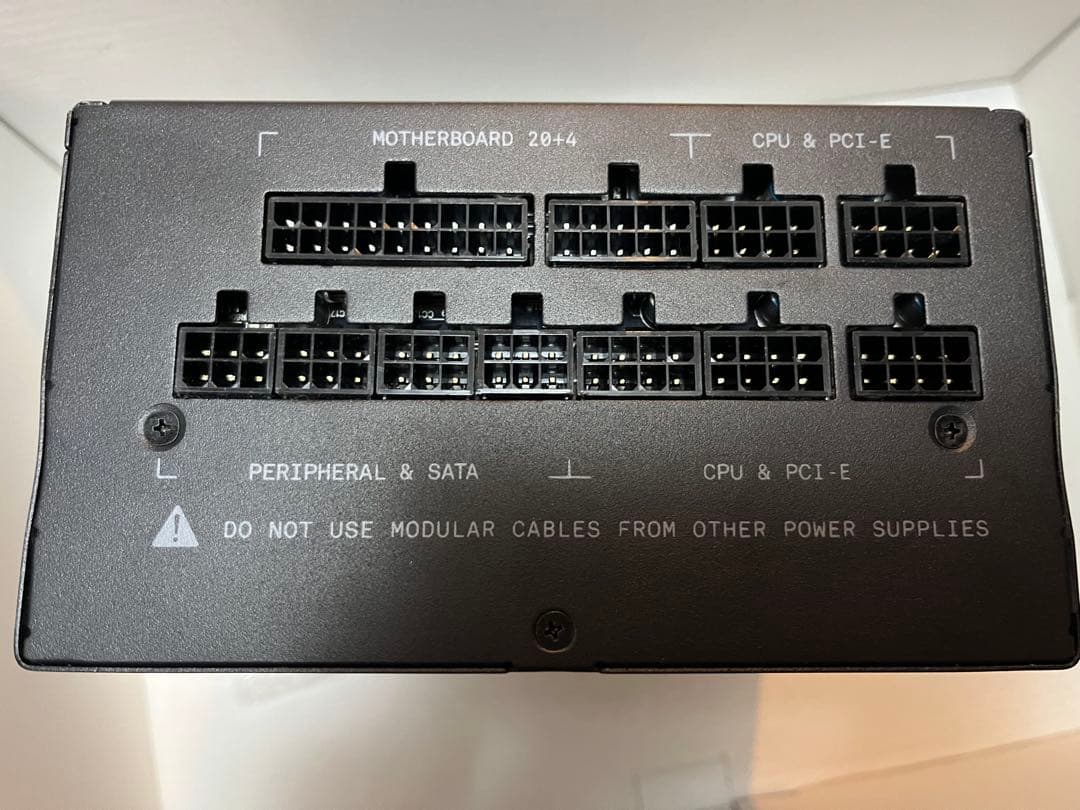 MOTHERBOARD 20+4 CPU & PCI-E
PERIPHERAL & SATA CPU & PCI-E
DO NOT USE MODULAR CABLES FROM OTHER POWER SUPPLIES